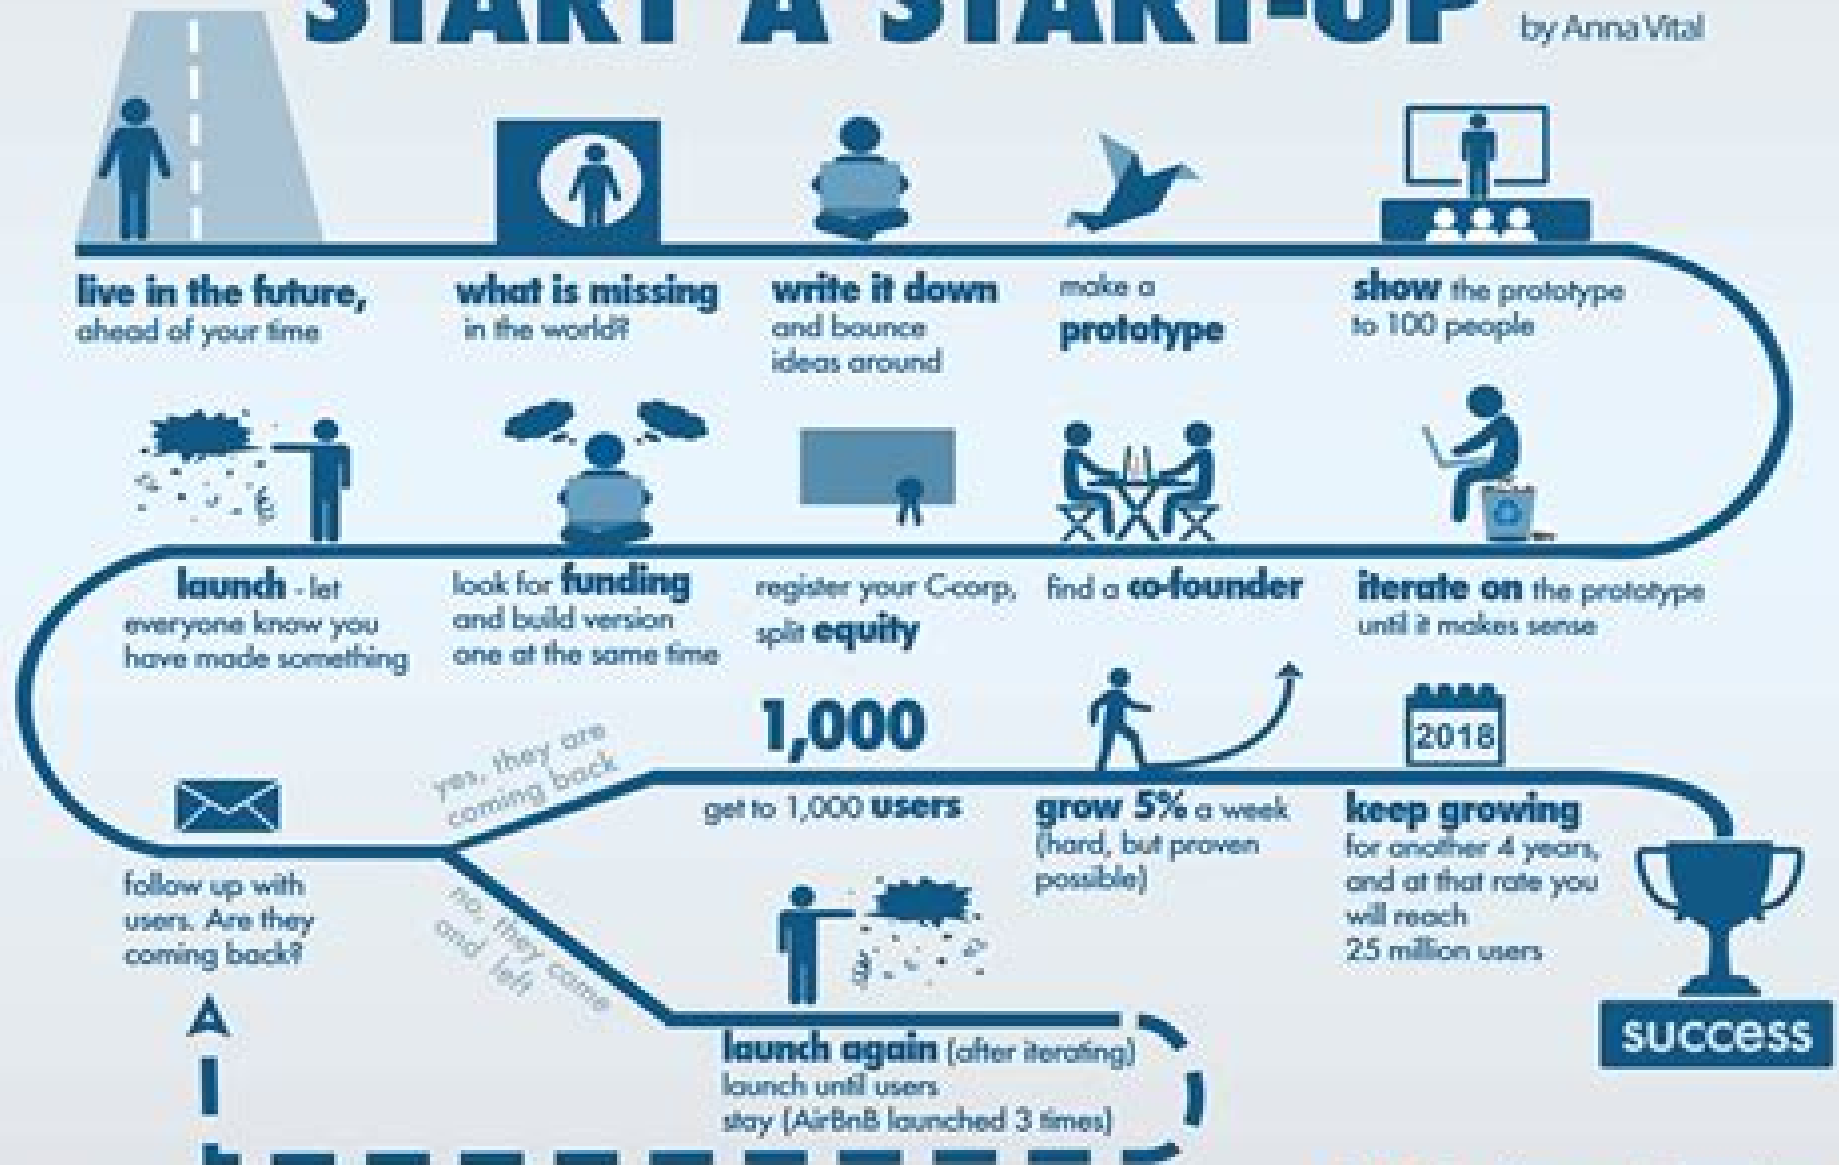 START A START-UP
by Anna Vital
live in the future,
ahead of your time
what is missing
in the world?
write it down
and bounce
ideas around
make a
prototype
show the prototype
to 100 people
iterate on the prototype
until it makes sense
find a co-founder
register your C-corp,
split equity
look for funding
and build version
one at the same time
launch - let
everyone know you
have made something
follow up with
users. Are they
coming back?
yes, they are
coming back
1,000
get to 1,000 users
grow 5% a week
(hard, but proven
possible)
2018
keep growing
for another 4 years,
and at that rate you
will reach
25 million users
success
no, they came
and left
launch again (after iterating)
launch until users
stay (AirBnB launched 3 times)